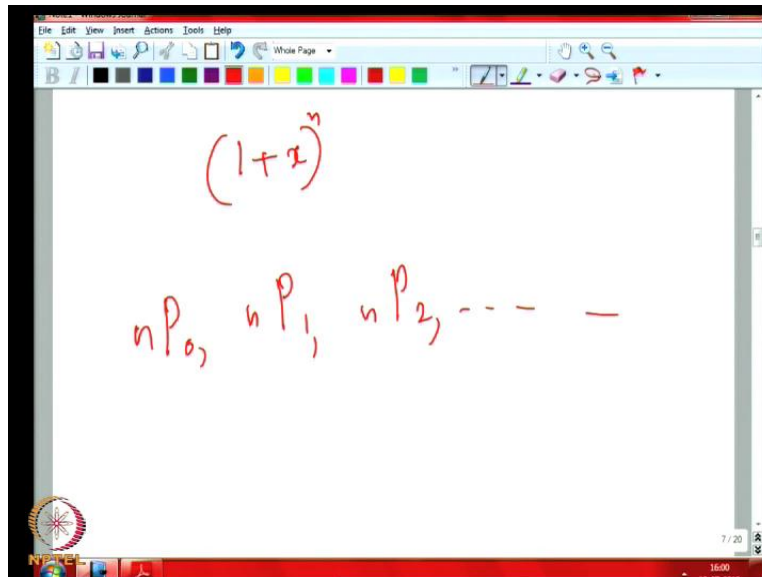 File Edit View Insert Actions Tools Help
Whole Page
B I
(1+x)^n
nP₀, nP₁, nP₂, --- —
7 / 20
NPTEL
16:00